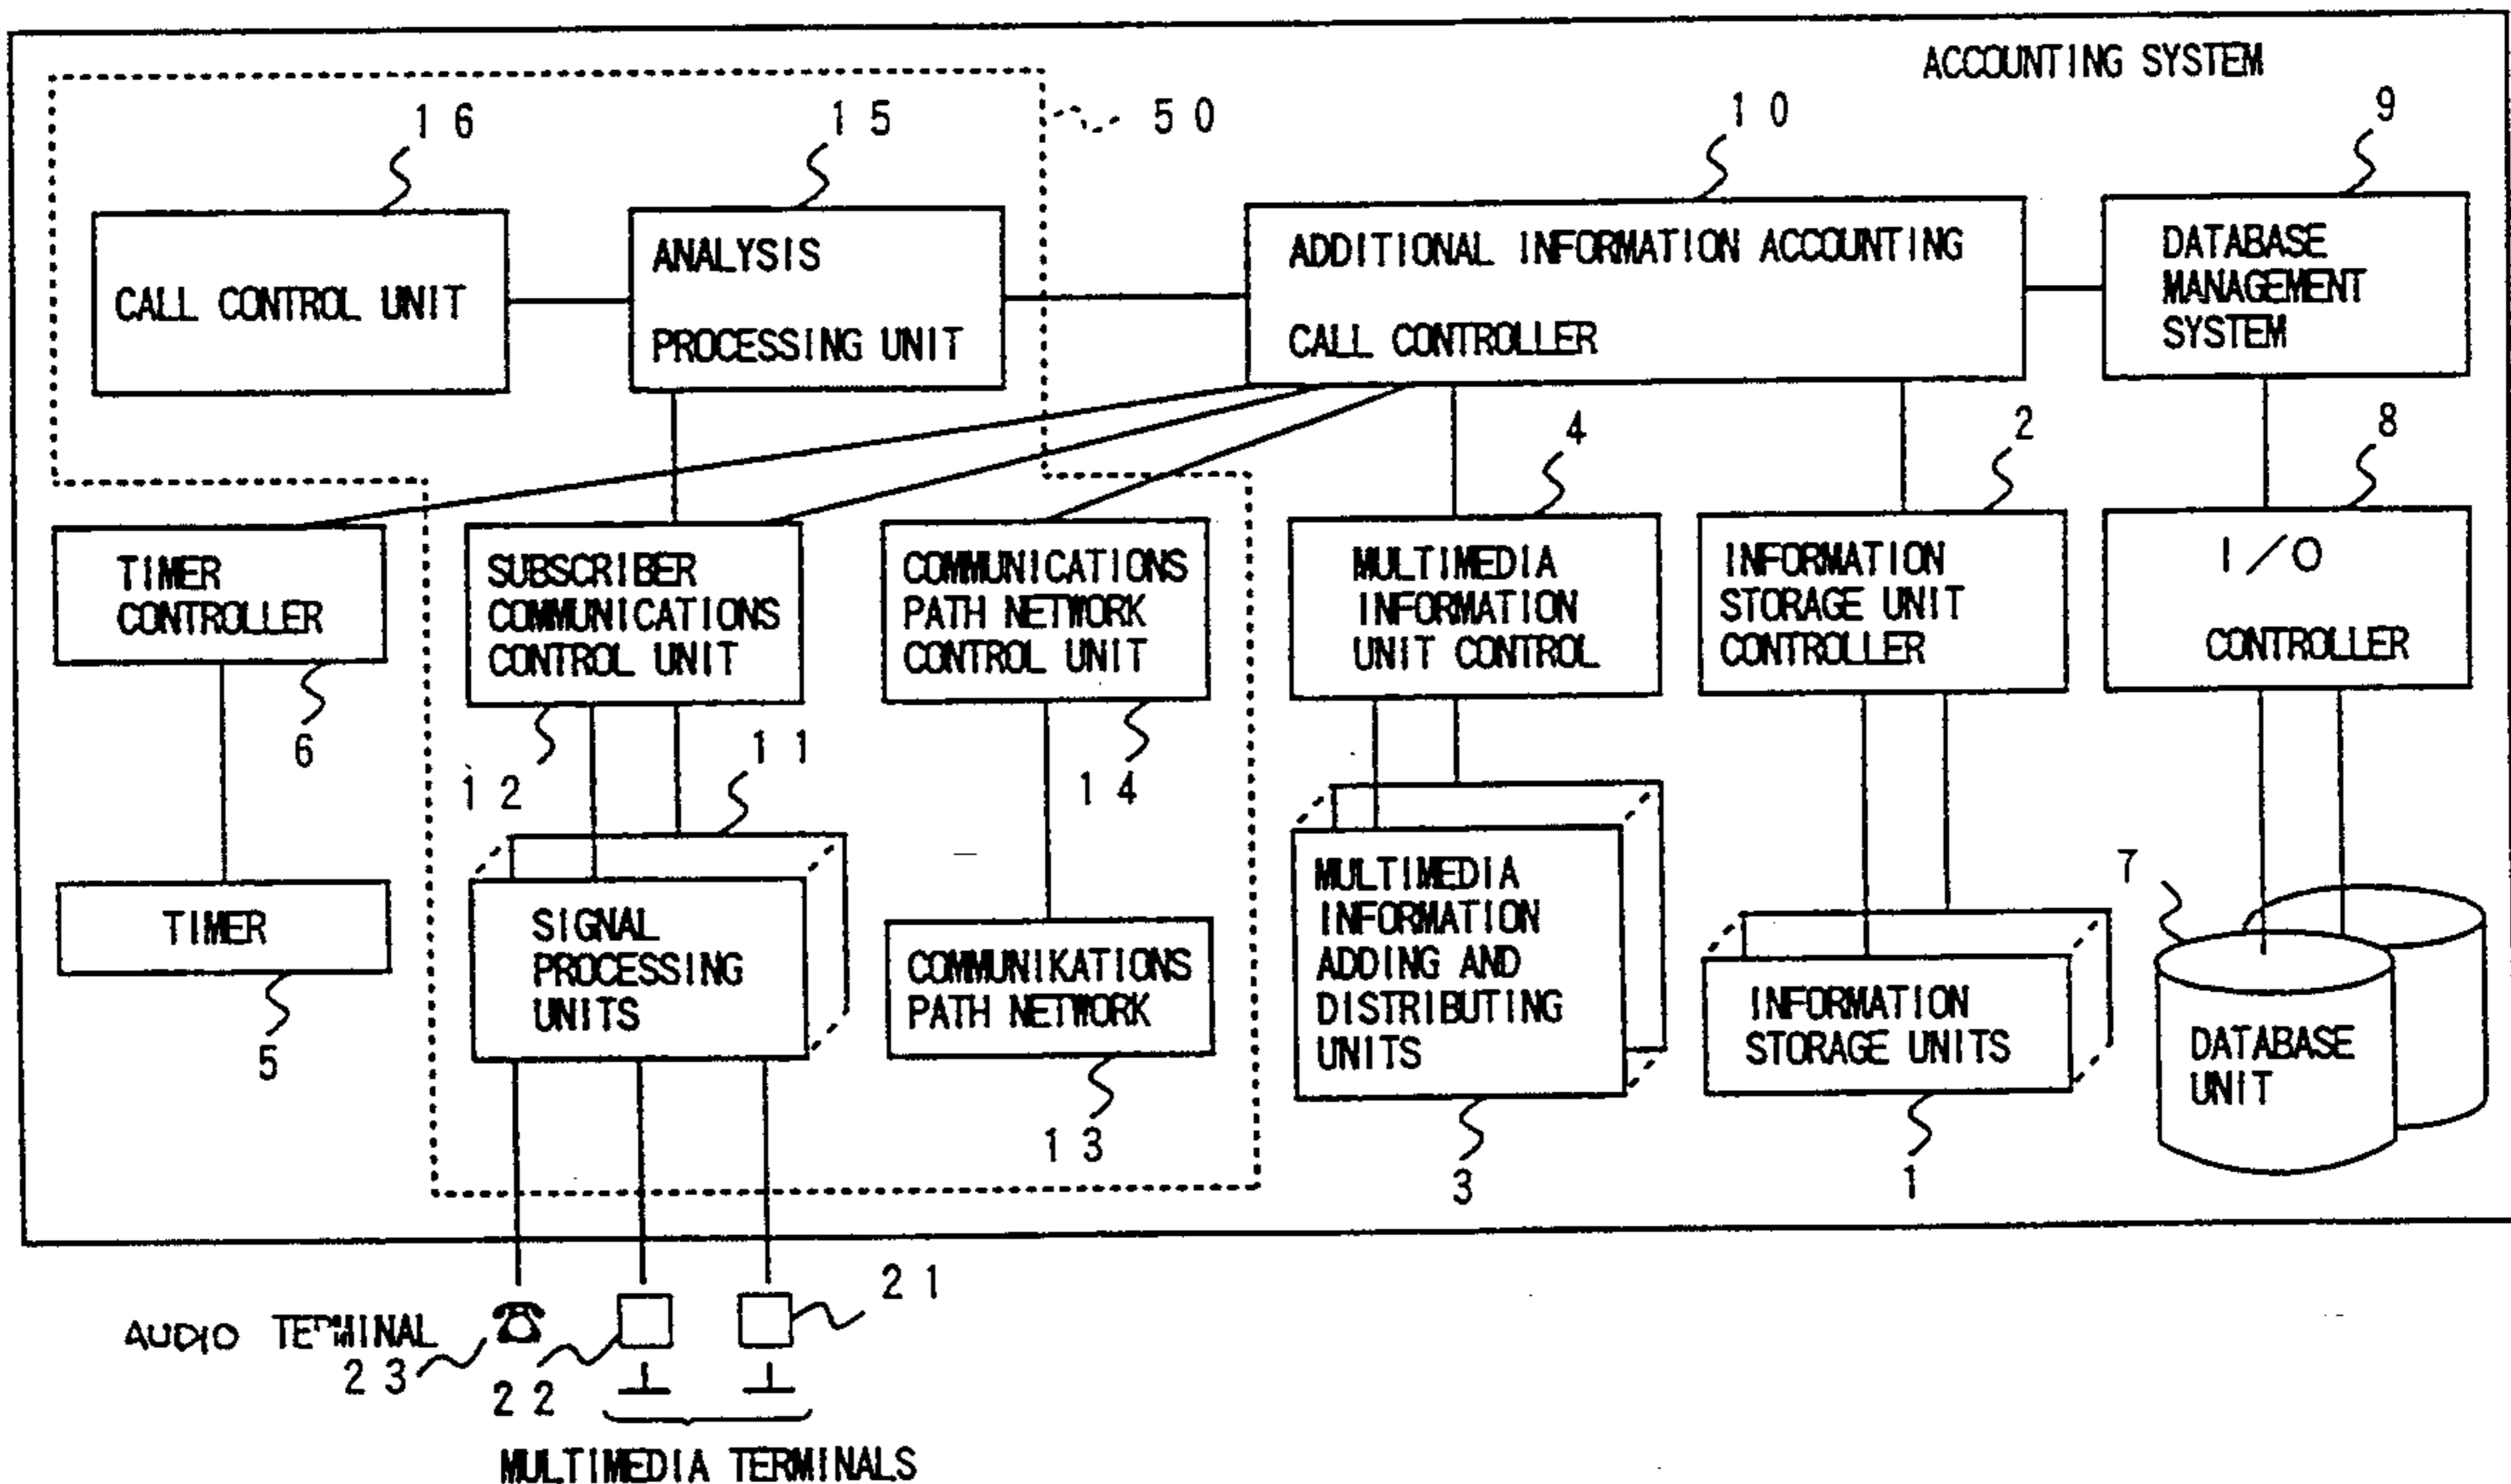 ACCOUNTING SYSTEM
16
15
50
10
9
CALL CONTROL UNIT
ANALYSIS
PROCESSING UNIT
ADDITIONAL INFORMATION ACCOUNTING
CALL CONTROLLER
DATABASE
MANAGEMENT
SYSTEM
4
2
8
TIMER
CONTROLLER
SUBSCRIBER
COMMUNICATIONS
CONTROL UNIT
COMMUNICATIONS
PATH NETWORK
CONTROL UNIT
MULTIMEDIA
INFORMATION
UNIT CONTROL
INFORMATION
STORAGE UNIT
CONTROLLER
I/O
CONTROLLER
6
12
11
14
7
TIMER
SIGNAL
PROCESSING
UNITS
COMMUNIKATIONS
PATH NETWORK
MULTIMEDIA
INFORMATION
ADDING AND
DISTRIBUTING
UNITS
INFORMATION
STORAGE UNITS
DATABASE
UNIT
5
13
3
1
21
AUDIO TERMINAL
23
22
MULTIMEDIA TERMINALS